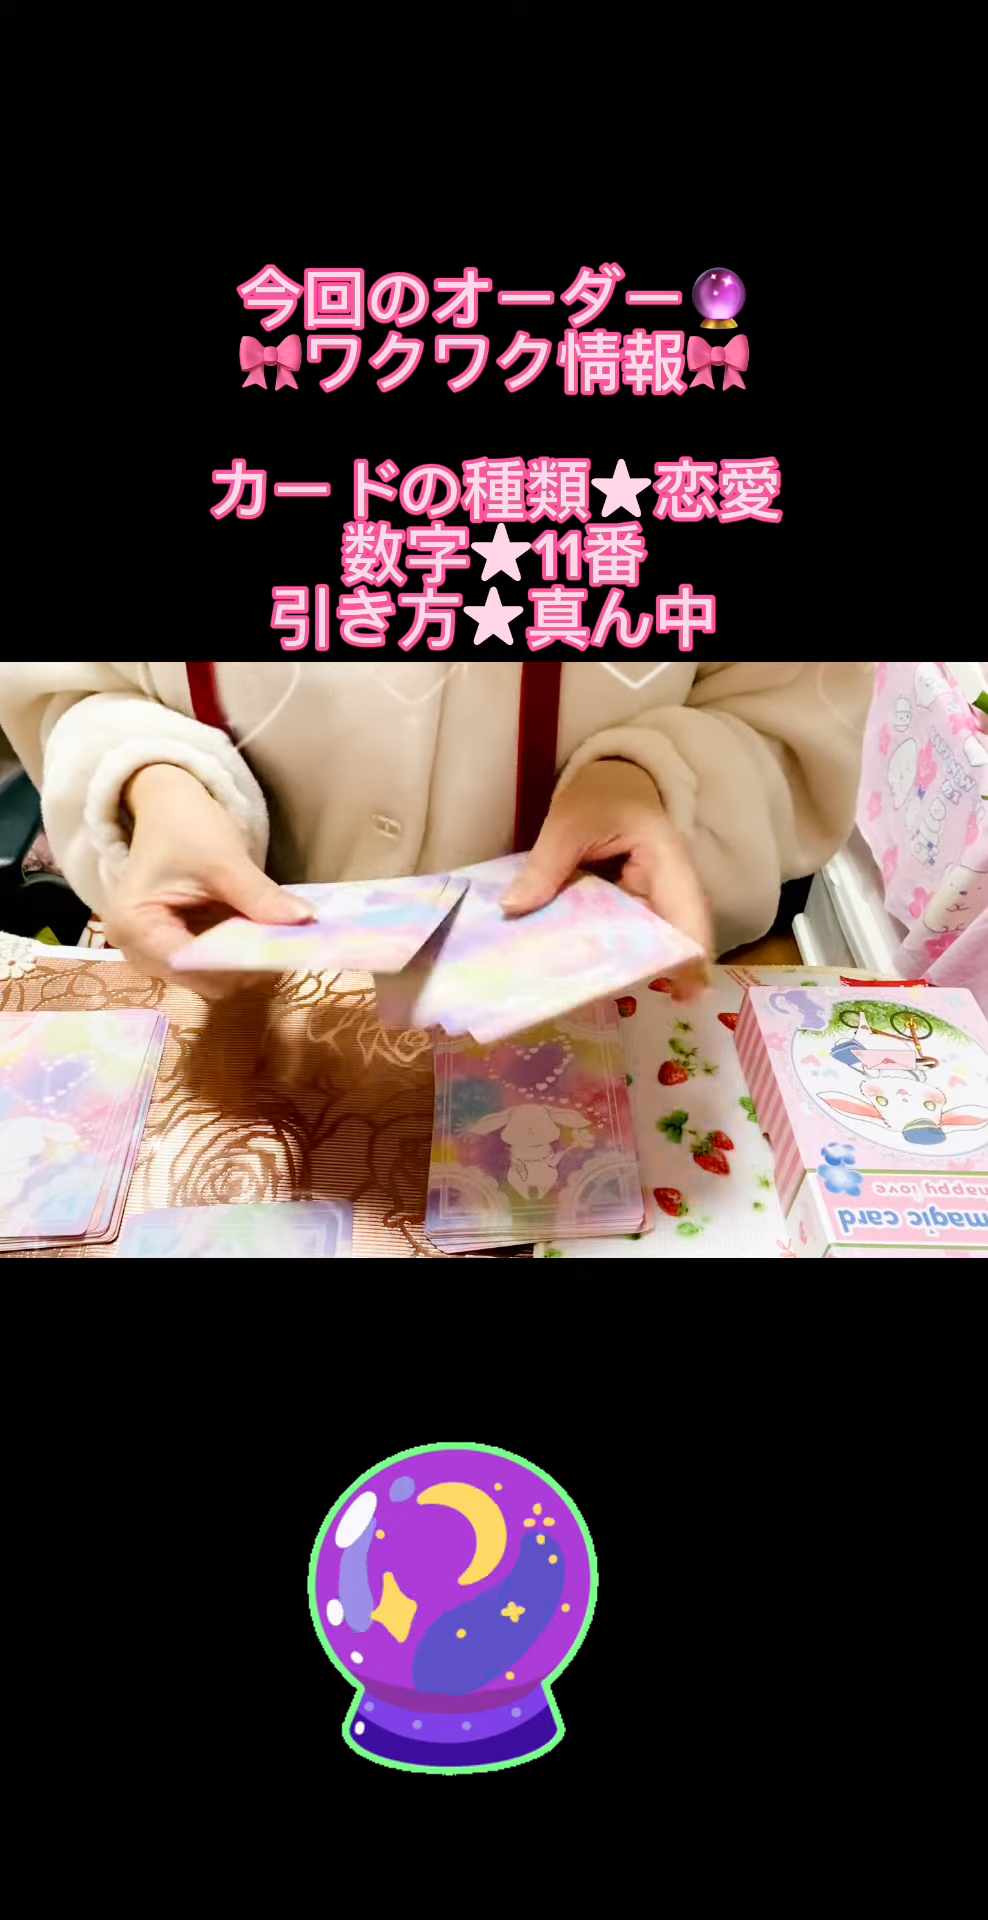 今回のオーダー🔮
🎀ワクワク情報🎀
カードの種類★恋愛
数字★11番
引き方★真ん中
happy love
magic card